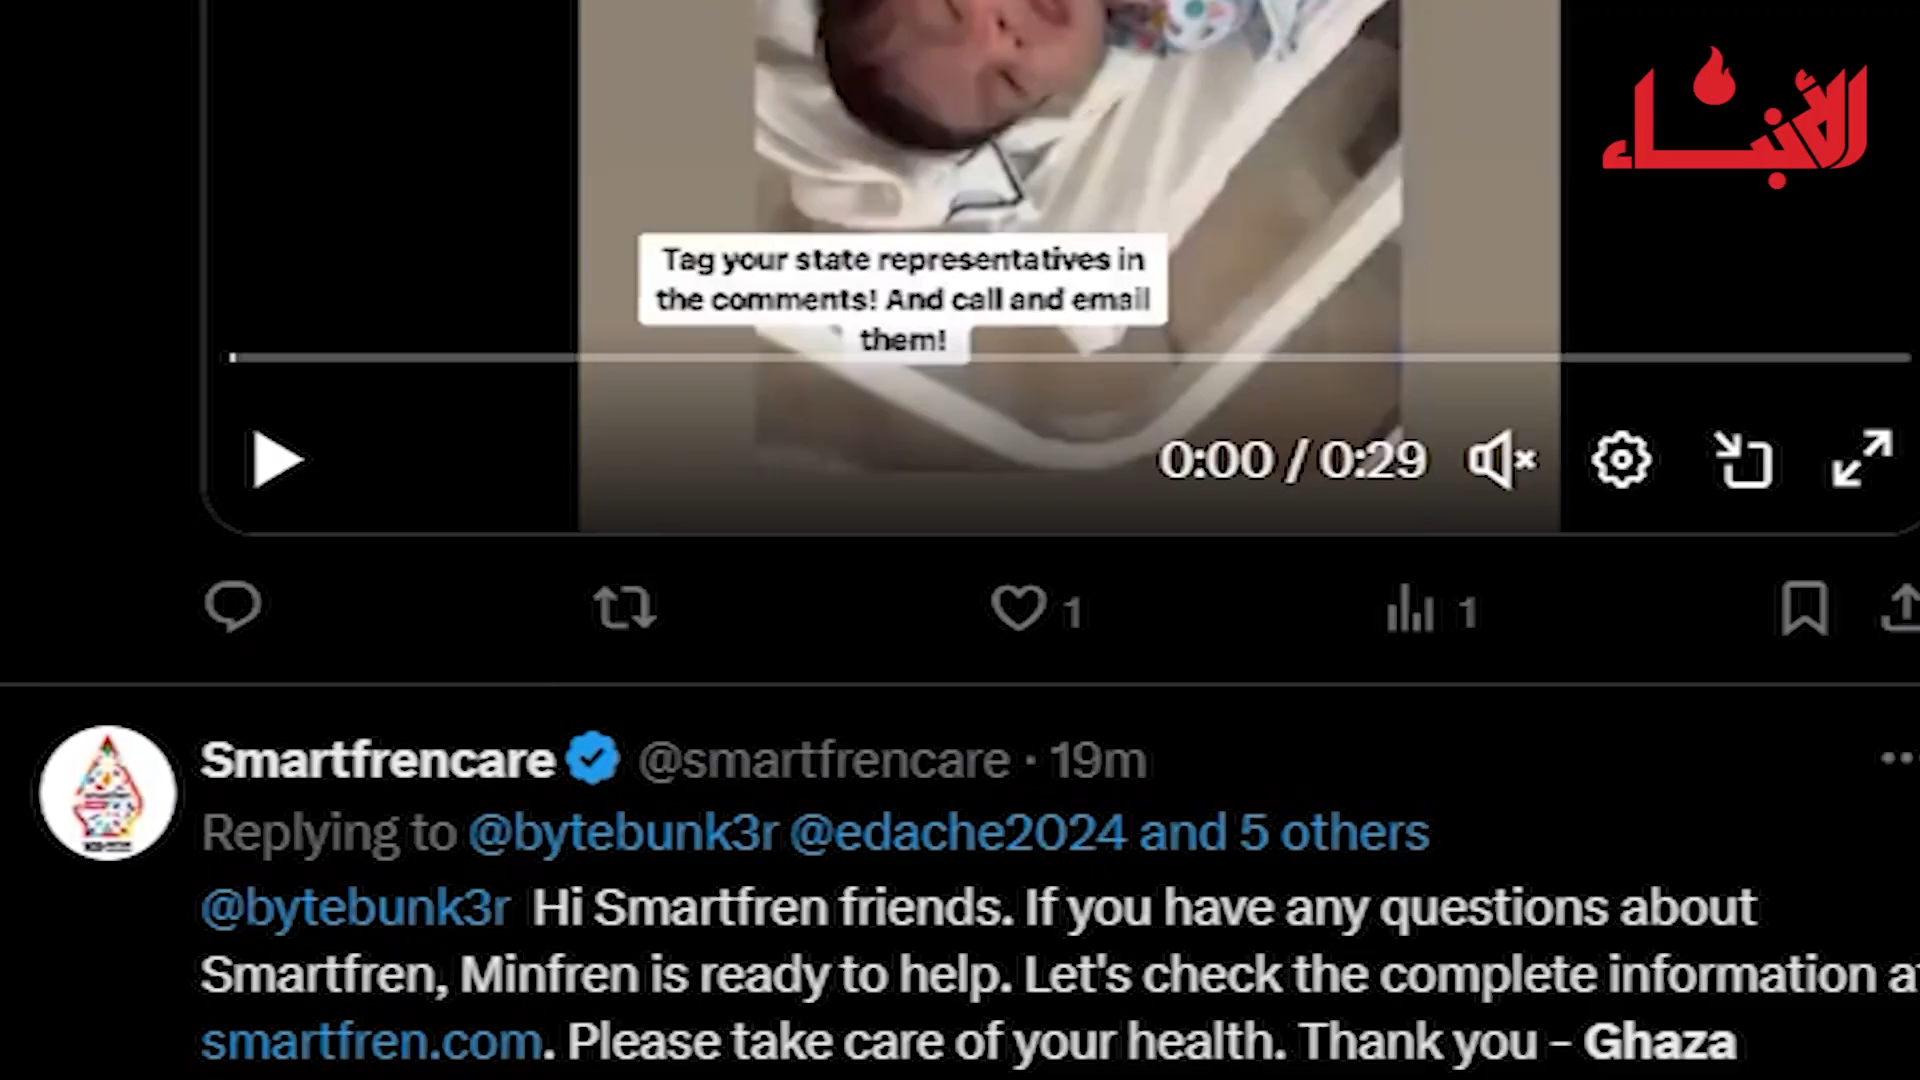 الأنباء
Tag your state representatives in
the comments! And call and email
them!
0:00 / 0:29
1
1
Smartfrencare @smartfrencare · 19m
Replying to @bytebunk3r @edache2024 and 5 others
@bytebunk3r Hi Smartfren friends. If you have any questions about
Smartfren, Minfren is ready to help. Let's check the complete information
smartfren.com. Please take care of your health. Thank you - Ghaza